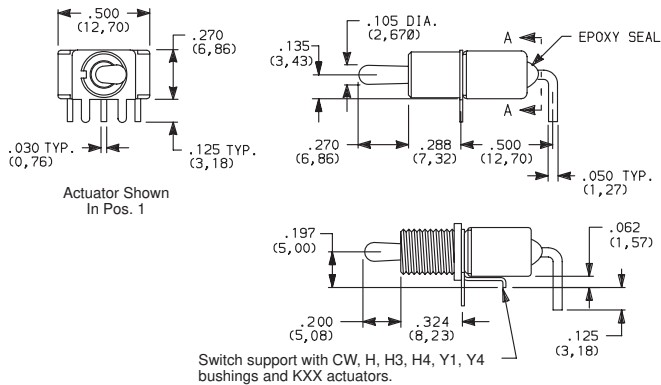 .500
(12,70)
.270
(6,86)
.030 TYP.
(0,76)
.125 TYP.
(3,18)
Actuator Shown
In Pos. 1
.105 DIA.
(2,670)
.135
(3,43)
A
EPOXY SEAL
A
.270
(6,86)
.288
(7,32)
.500
(12,70)
.050 TYP.
(1,27)
.197
(5,00)
.062
(1,57)
.200
(5,08)
.324
(8,23)
.125
(3,18)
Switch support with CW, H, H3, H4, Y1, Y4
bushings and KXX actuators.